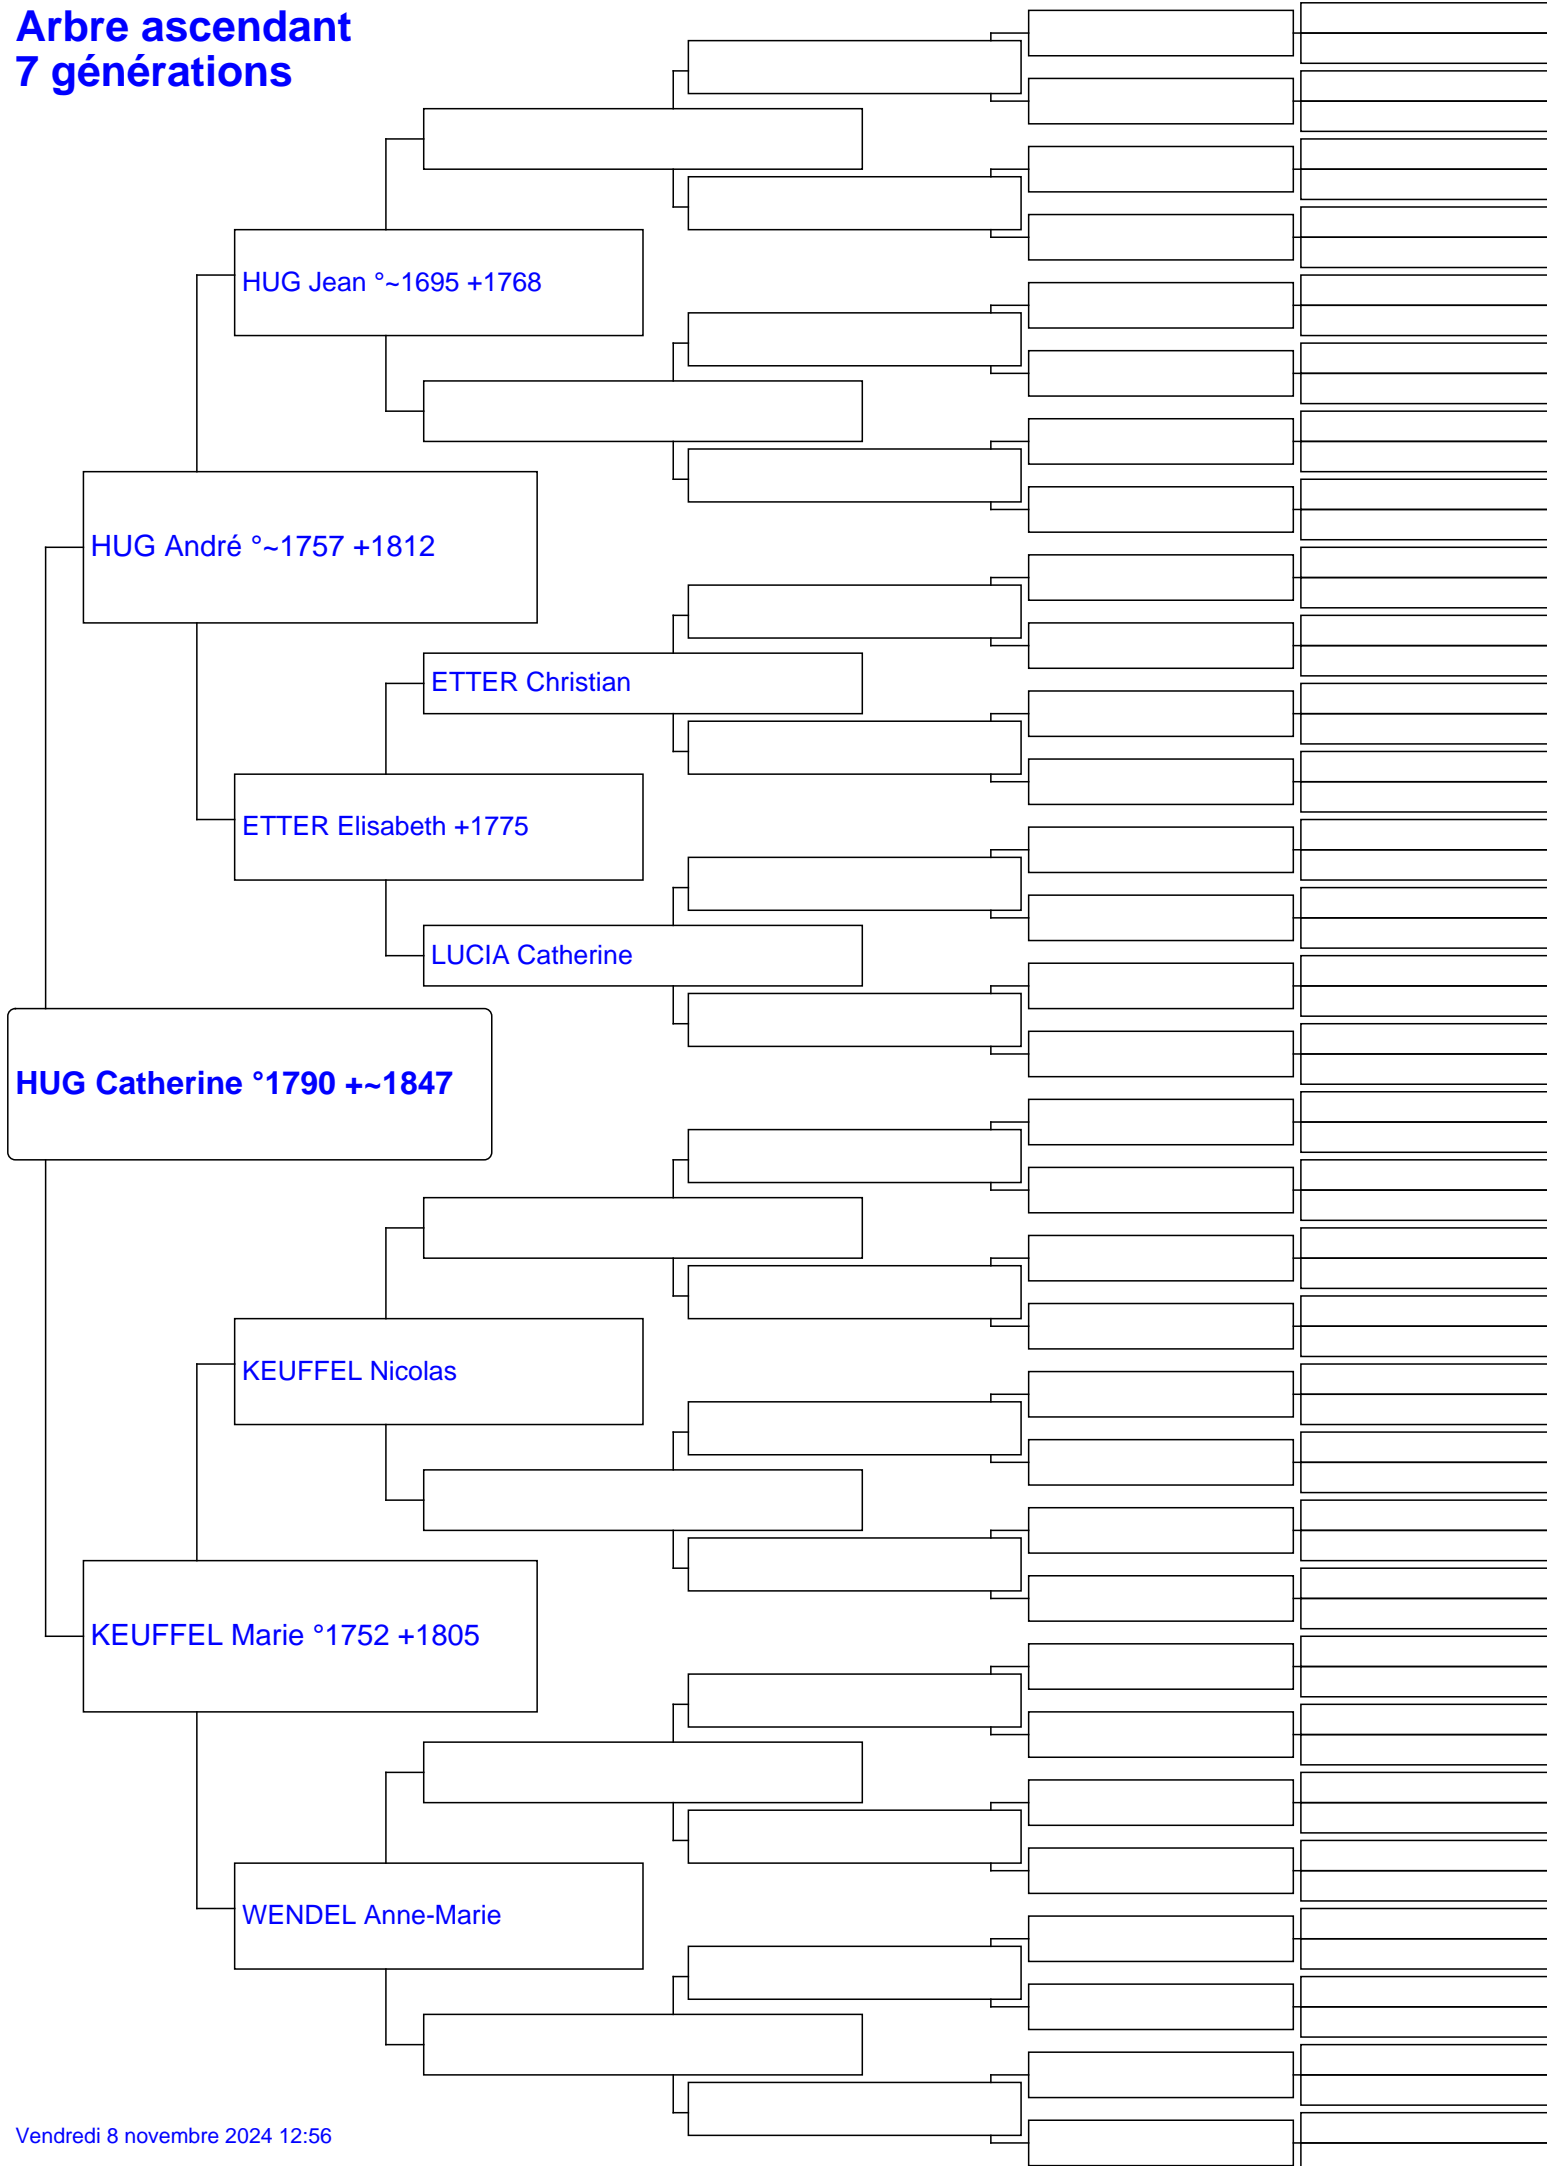 Arbre ascendant
7 générations
HUG Jean °~1695 +1768
HUG André °~1757 +1812
ETTER Christian
ETTER Elisabeth +1775
LUCIA Catherine
HUG Catherine °1790 +~1847
KEUFFEL Nicolas
KEUFFEL Marie °1752 +1805
WENDEL Anne-Marie
Vendredi 8 novembre 2024 12:56